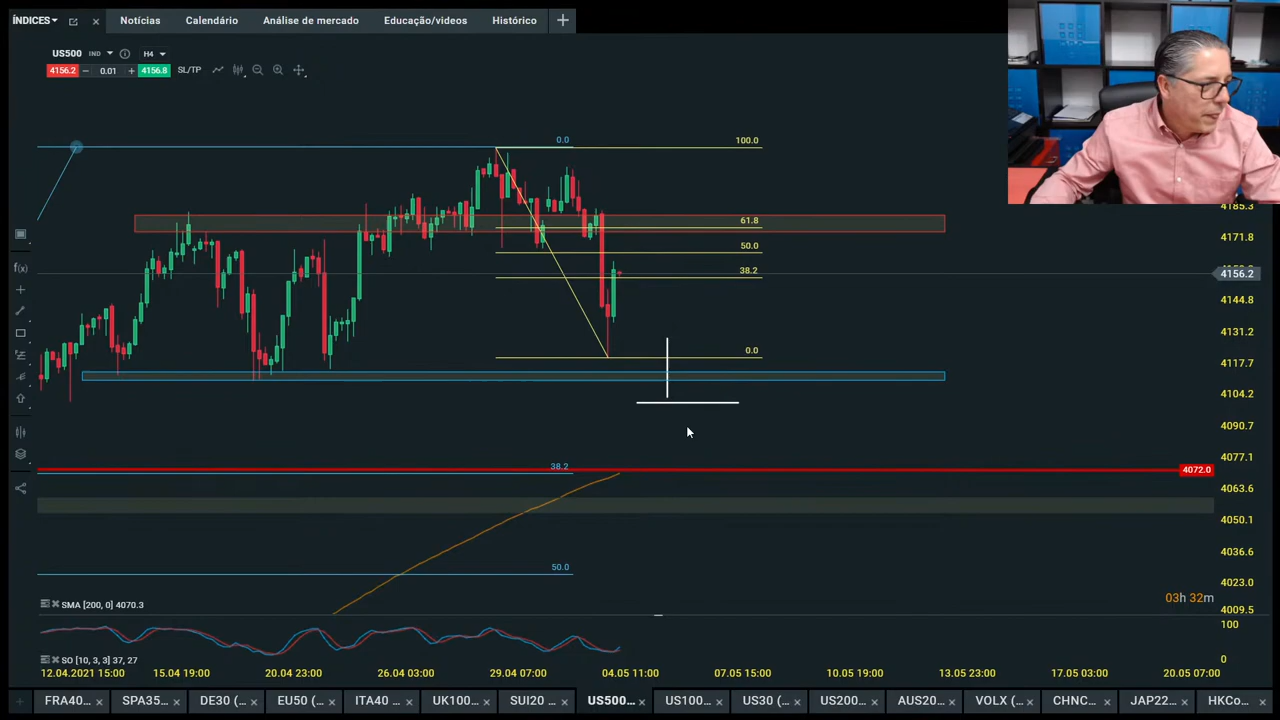 ÍNDICES
Notícias
Calendário
Análise de mercado
Educação/videos
Histórico
US500 IND H4
4156.2 0.01 4156.8 SL/TP
0.0
100.0
61.8
50.0
38.2
0.0
38.2
50.0
4185.3
4171.8
4156.2
4144.8
4131.2
4117.7
4104.2
4090.7
4077.1
4072.0
4063.6
4050.1
4036.6
4023.0
4009.5
03h 32m
SMA [200, 0] 4070.3
100
0
SO [10, 3, 3] 37, 27
12.04.2021 15:00 15.04 19:00 20.04 23:00 26.04 03:00 29.04 07:00 04.05 11:00 07.05 15:00 10.05 19:00 13.05 23:00 17.05 03:00 20.05 07:00
FRA40... SPA35... DE30 (... EU50 (... ITA40 ... UK100... SUI20 ... US500... US100... US30 (... US200... AUS20... VOLX (... CHNC... JAP22... HKCo...